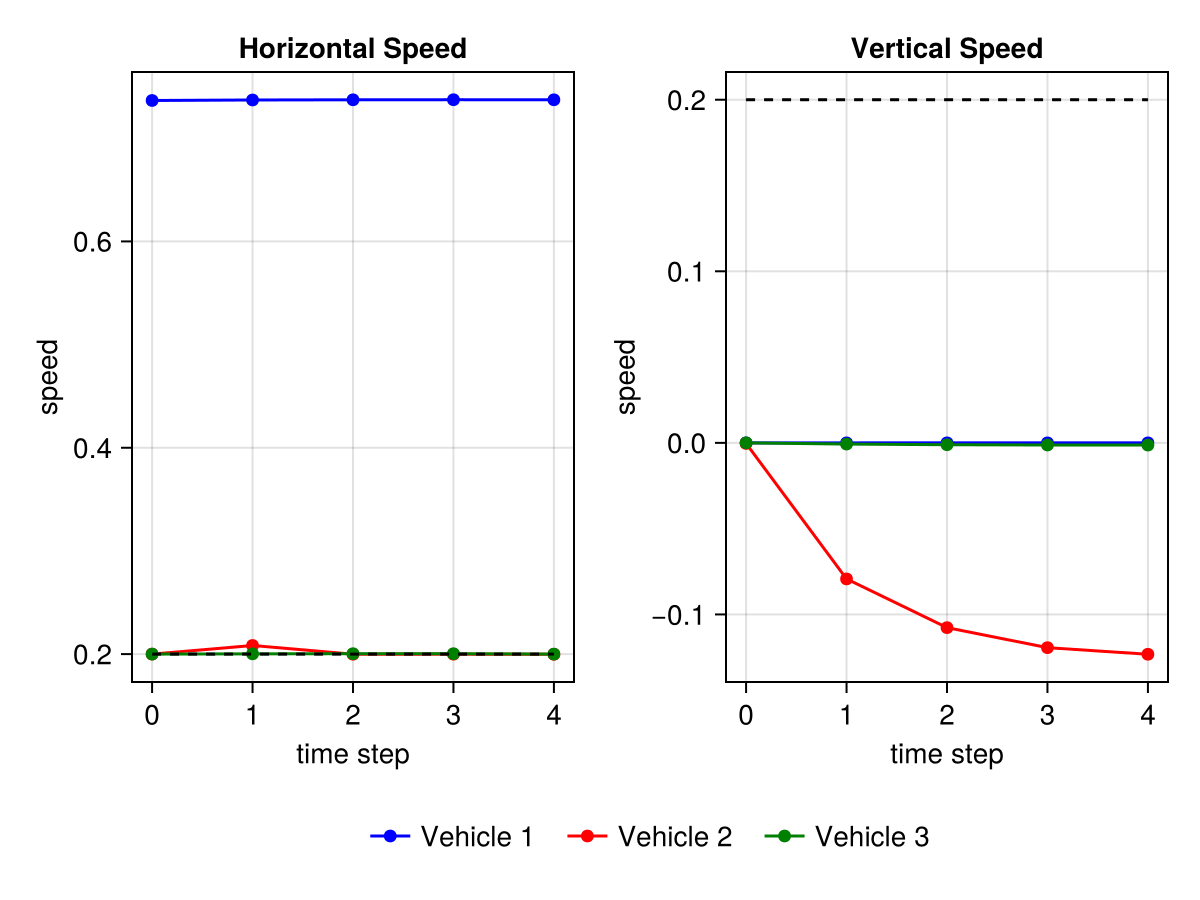 Horizontal Speed
speed
0.6
0.4
0.2
0
1
2
3
4
time step
Vertical Speed
speed
0.2
0.1
0.0
−0.1
0
1
2
3
4
time step
Vehicle 1
Vehicle 2
Vehicle 3